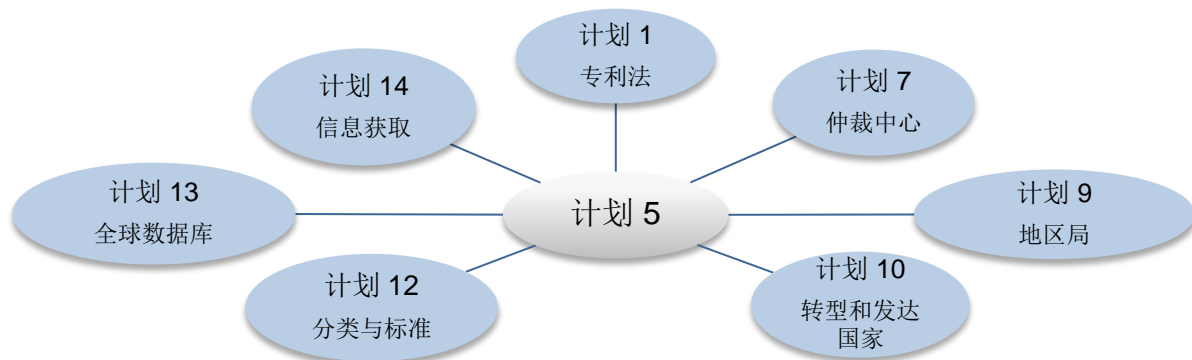 计划 1
专利法
计划 14
信息获取
计划 7
仲裁中心
计划 13
全球数据库
计划 5
计划 9
地区局
计划 12
分类与标准
计划 10
转型和发达
国家